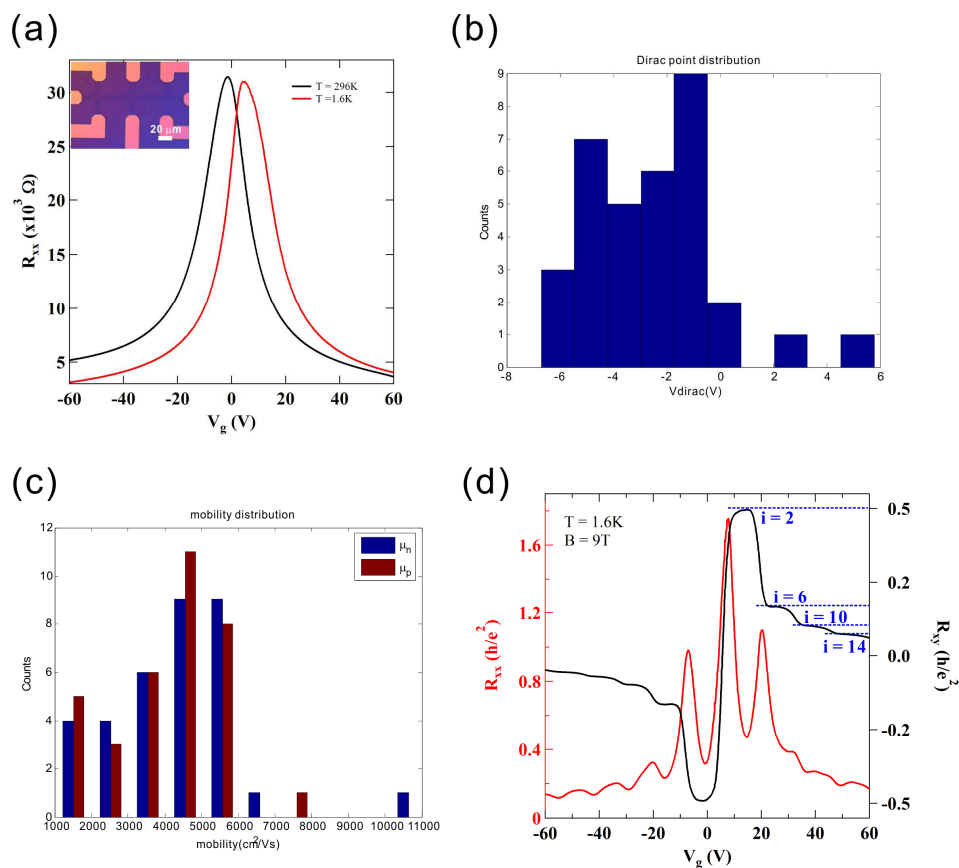 (a)
30
25
20
15
10
5
R_xx (x10^3 Ω)
20 μm
T = 296K
T =1.6K
-60 -40 -20 0 20 40 60
V_g (V)
(b)
Dirac point distribution
9
8
7
6
5
4
3
2
1
0
Counts
-8 -6 -4 -2 0 2 4 6
Vdirac(V)
(c)
mobility distribution
12
10
8
6
4
2
0
Counts
μ_n
μ_p
1000 2000 3000 4000 5000 6000 7000 8000 9000 10000 11000
mobility(cm^2/Vs)
(d)
T = 1.6K
B = 9T
1.6
1.2
0.8
0.4
0
R_xx (h/e^2)
i = 2
i = 6
i = 10
i = 14
0.5
0.2
0.0
-0.2
-0.5
R_xy (h/e^2)
-60 -40 -20 0 20 40 60
V_g (V)